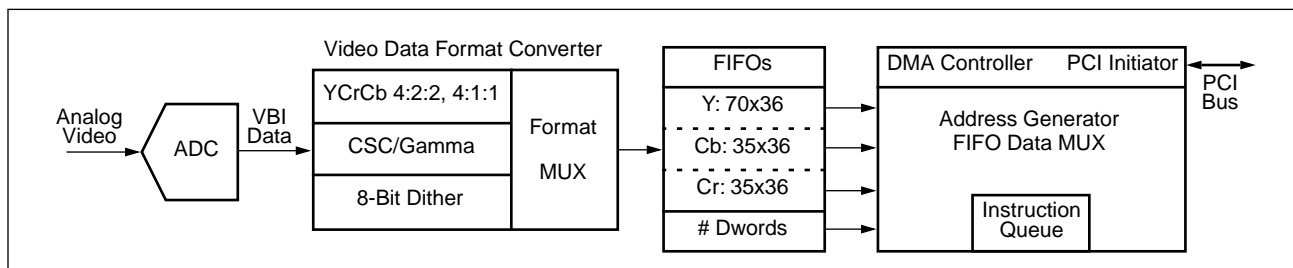 Analog
Video
ADC
VBI
Data
Video Data Format Converter
YCrCb 4:2:2, 4:1:1
CSC/Gamma
8-Bit Dither
Format
MUX
FIFOs
Y: 70x36
Cb: 35x36
Cr: 35x36
# Dwords
DMA Controller PCI Initiator
Address Generator
FIFO Data MUX
Instruction
Queue
PCI
Bus